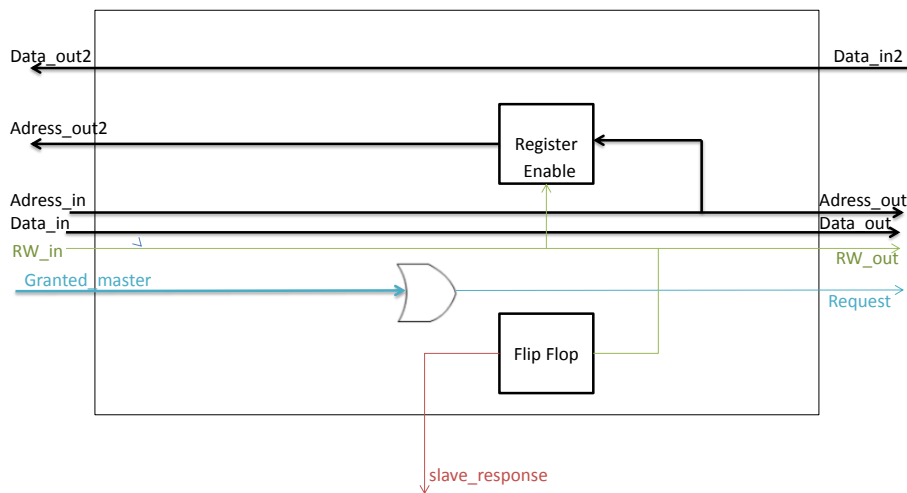 Data_out2
Data_in2
Adress_out2
Register
Enable
Adress_in
Adress_out
Data_in
Data_out
RW_in
RW_out
Granted_master
Request
Flip Flop
slave_response